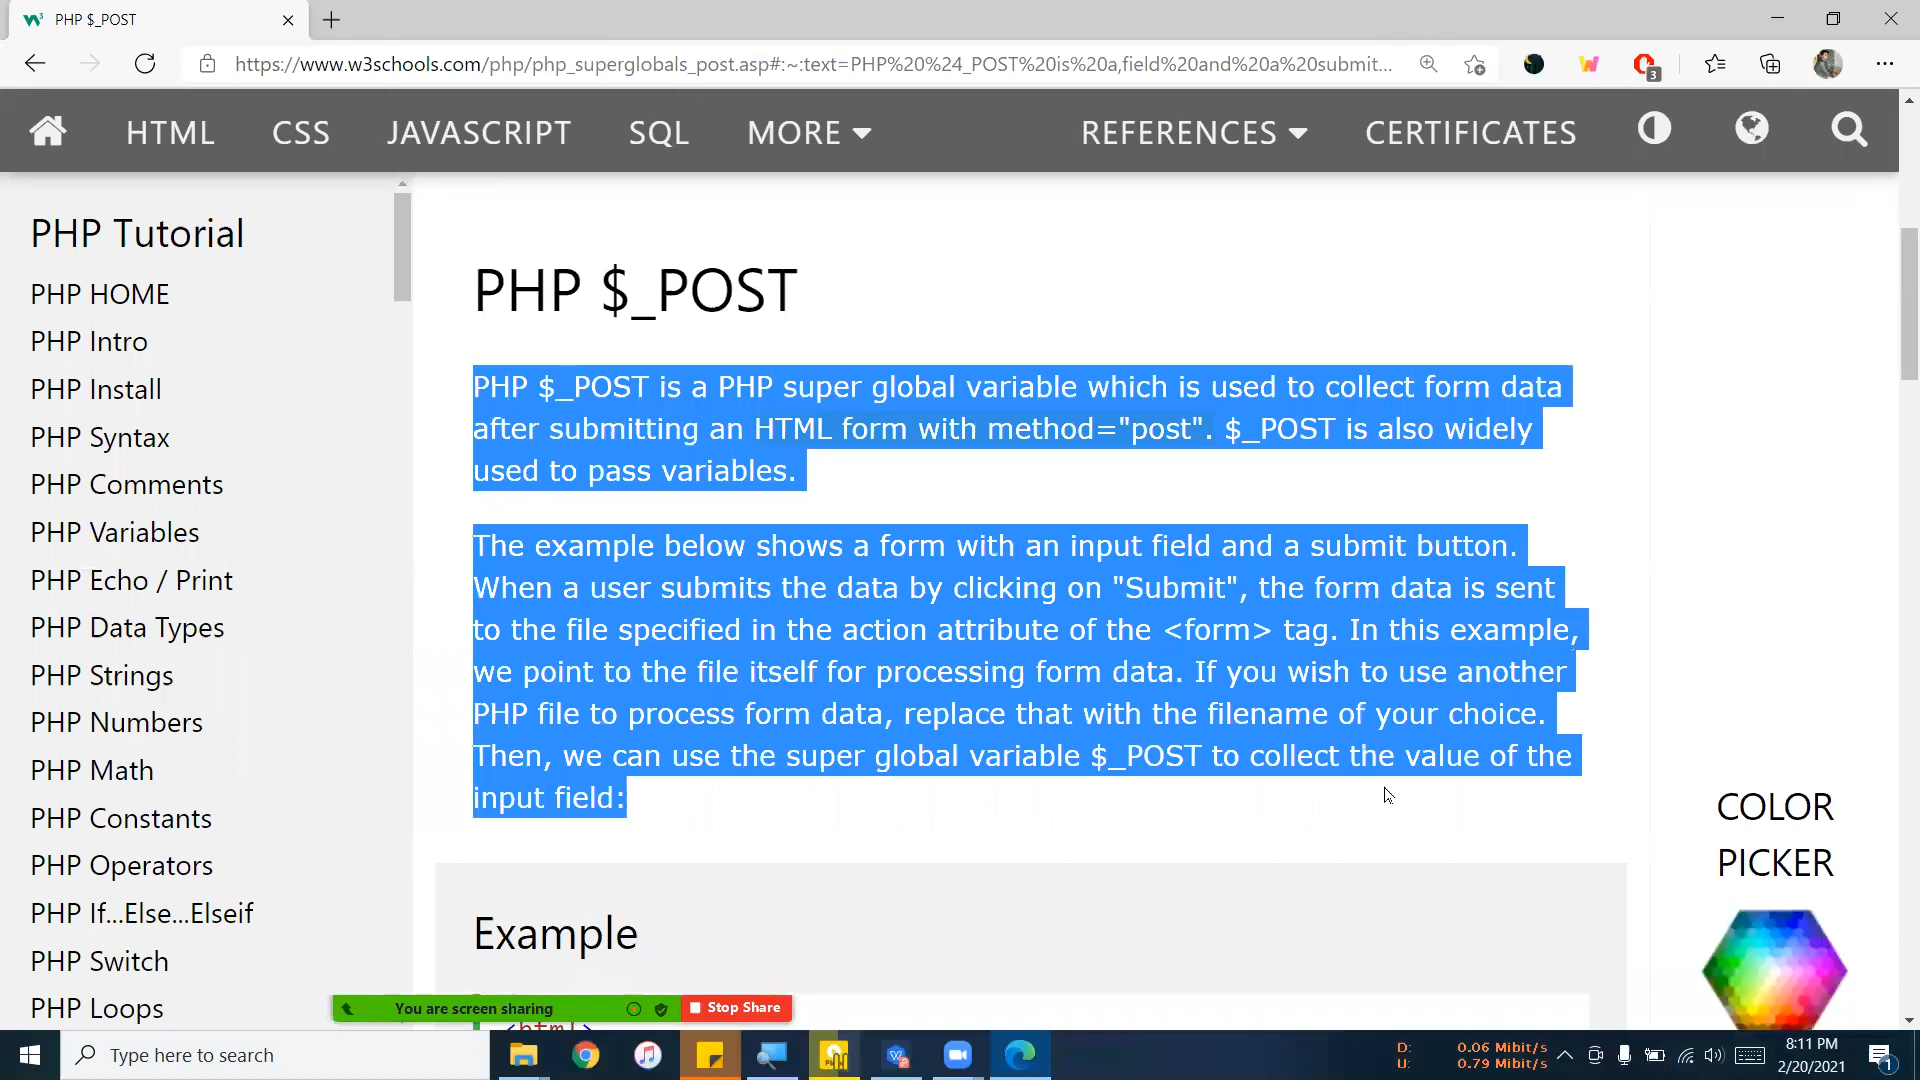 PHP $_POST
https://www.w3schools.com/php/php_superglobals_post.asp#:~:text=PHP%20%24_POST%20is%20a,field%20and%20a%20submit...
3
HTML
CSS
JAVASCRIPT
SQL
MORE
REFERENCES
CERTIFICATES
PHP Tutorial
PHP HOME
PHP Intro
PHP Install
PHP Syntax
PHP Comments
PHP Variables
PHP Echo / Print
PHP Data Types
PHP Strings
PHP Numbers
PHP Math
PHP Constants
PHP Operators
PHP If...Else...Elseif
PHP Switch
PHP Loops
PHP $_POST
PHP $_POST is a PHP super global variable which is used to collect form data
after submitting an HTML form with method="post". $_POST is also widely
used to pass variables.
The example below shows a form with an input field and a submit button.
When a user submits the data by clicking on "Submit", the form data is sent
to the file specified in the action attribute of the <form> tag. In this example,
we point to the file itself for processing form data. If you wish to use another
PHP file to process form data, replace that with the filename of your choice.
Then, we can use the super global variable $_POST to collect the value of the
input field:
Example
<html>
COLOR
PICKER
You are screen sharing
Stop Share
Type here to search
D: 0.06 Mibit/s
U: 0.79 Mibit/s
8:11 PM
2/20/2021
1